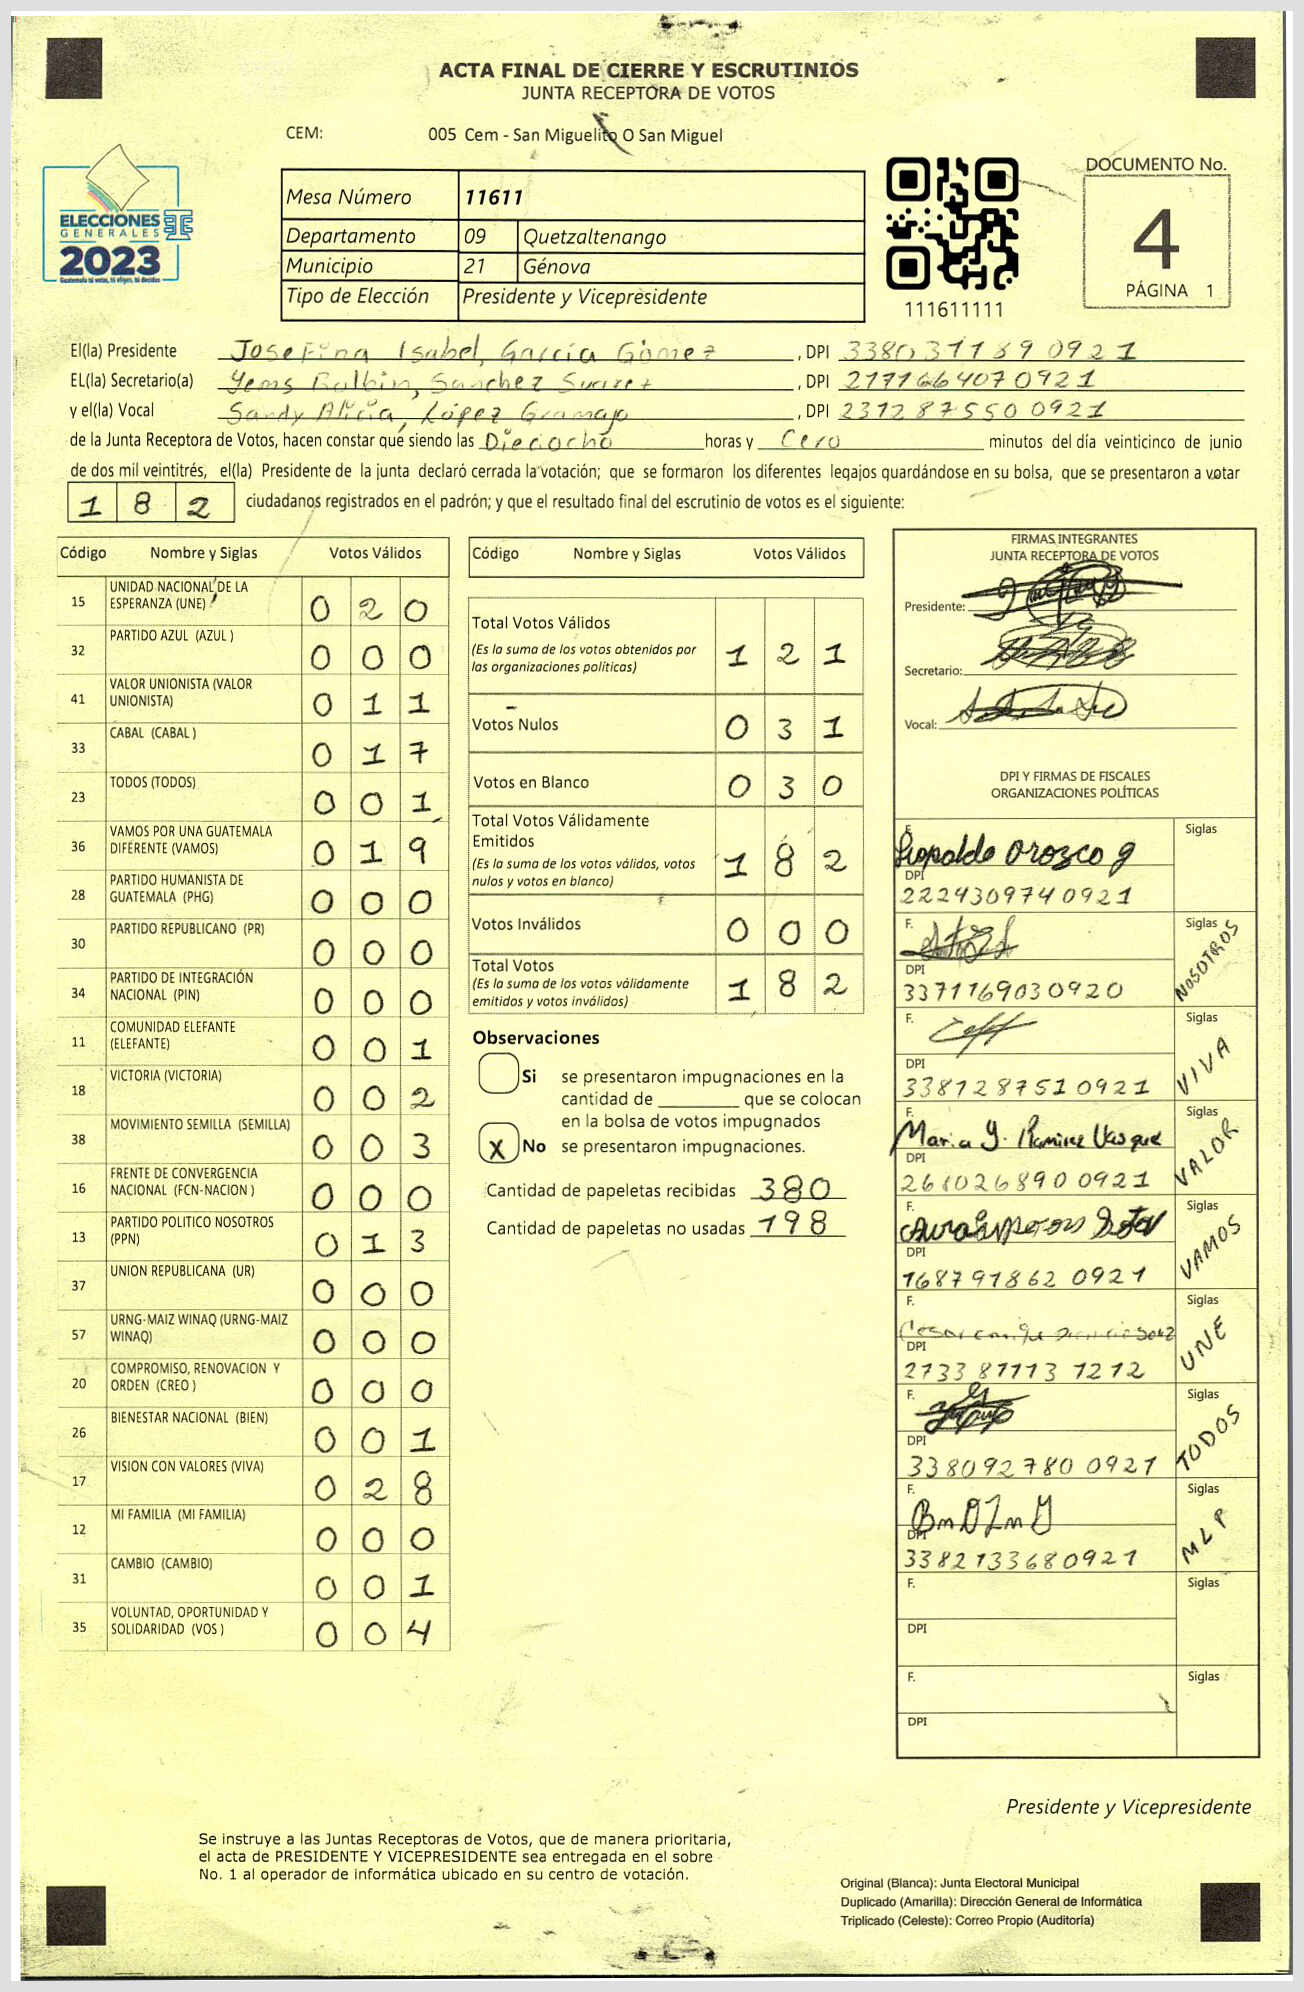 ACTA FINAL DE CIERRE Y ESCRUTINIOS
JUNTA RECEPTORA DE VOTOS
CEM: 005 Cem - San Miguelito O San Miguel
ELECCIONES
GENERALES
2023
Guatemala tú votas, tú eliges, tú decides
Mesa Número 11611
Departamento 09 Quetzaltenango
Municipio 21 Génova
Tipo de Elección Presidente y Vicepresidente
111611111
DOCUMENTO No.
4
PÁGINA 1
El(la) Presidente Josefina Isabel, García Gómez, DPI 3380311890921
EL(la) Secretario(a) Sanchez, DPI 2171664070921
y el(la) Vocal Sandy Alicia, López Gramajo, DPI 2312875500921
de la Junta Receptora de Votos, hacen constar que siendo las Dieciocho horas y Cero minutos del día veinticinco de junio
de dos mil veintitrés, el(la) Presidente de la junta declaró cerrada la votación; que se formaron los diferentes legajos guardándose en su bolsa, que se presentaron a votar
182 ciudadanos registrados en el padrón; y que el resultado final del escrutinio de votos es el siguiente:
Código Nombre y Siglas Votos Válidos
15 UNIDAD NACIONAL DE LA
ESPERANZA (UNE) 0 2 0
32 PARTIDO AZUL (AZUL ) 0 0 0
41 VALOR UNIONISTA (VALOR
UNIONISTA) 0 1 1
33 CABAL (CABAL ) 0 1 7
23 TODOS (TODOS) 0 0 1
36 VAMOS POR UNA GUATEMALA
DIFERENTE (VAMOS) 0 1 9
28 PARTIDO HUMANISTA DE
GUATEMALA (PHG) 0 0 0
30 PARTIDO REPUBLICANO (PR) 0 0 0
34 PARTIDO DE INTEGRACIÓN
NACIONAL (PIN) 0 0 0
11 COMUNIDAD ELEFANTE
(ELEFANTE) 0 0 1
18 VICTORIA (VICTORIA) 0 0 2
38 MOVIMIENTO SEMILLA (SEMILLA) 0 0 3
16 FRENTE DE CONVERGENCIA
NACIONAL (FCN-NACION ) 0 0 0
13 PARTIDO POLITICO NOSOTROS
(PPN) 0 1 3
37 UNION REPUBLICANA (UR) 0 0 0
57 URNG-MAIZ WINAQ (URNG-MAIZ
WINAQ) 0 0 0
20 COMPROMISO, RENOVACION Y
ORDEN (CREO ) 0 0 0
26 BIENESTAR NACIONAL (BIEN) 0 0 1
17 VISION CON VALORES (VIVA) 0 2 8
12 MI FAMILIA (MI FAMILIA) 0 0 0
31 CAMBIO (CAMBIO) 0 0 1
35 VOLUNTAD, OPORTUNIDAD Y
SOLIDARIDAD (VOS ) 0 0 4
Código Nombre y Siglas Votos Válidos
Total Votos Válidos
(Es la suma de los votos obtenidos por
las organizaciones políticas) 1 2 1
Votos Nulos 0 3 1
Votos en Blanco 0 3 0
Total Votos Válidamente
Emitidos
(Es la suma de los votos válidos, votos
nulos y votos en blanco) 1 8 2
Votos Inválidos 0 0 0
Total Votos
(Es la suma de los votos válidamente
emitidos y votos inválidos) 1 8 2
Observaciones
Si se presentaron impugnaciones en la
cantidad de ________ que se colocan
en la bolsa de votos impugnados
X No se presentaron impugnaciones.
Cantidad de papeletas recibidas 380
Cantidad de papeletas no usadas 198
FIRMAS INTEGRANTES
JUNTA RECEPTORA DE VOTOS
Presidente:
Secretario:
Vocal:
DPI Y FIRMAS DE FISCALES
ORGANIZACIONES POLÍTICAS
F. Leopoldo Orozco g Siglas
DPI
2224309740921
F. Siglas NOSOTROS
DPI
3371169030920
F. Siglas VIVA
DPI
3381287510921
F. Maria Y. Ramirez Vasquez Siglas VALOR
DPI
2610268900921
F. Siglas VAMOS
DPI
1687918620921
F. Siglas UNE
DPI
2733871131212
F. Siglas TODOS
DPI
3380927800921
F. Siglas MLP
DPI
3382133680921
F. Siglas
DPI
F. Siglas
DPI
Presidente y Vicepresidente
Se instruye a las Juntas Receptoras de Votos, que de manera prioritaria,
el acta de PRESIDENTE Y VICEPRESIDENTE sea entregada en el sobre
No. 1 al operador de informática ubicado en su centro de votación.
Original (Blanca): Junta Electoral Municipal
Duplicado (Amarilla): Dirección General de Informática
Triplicado (Celeste): Correo Propio (Auditoría)